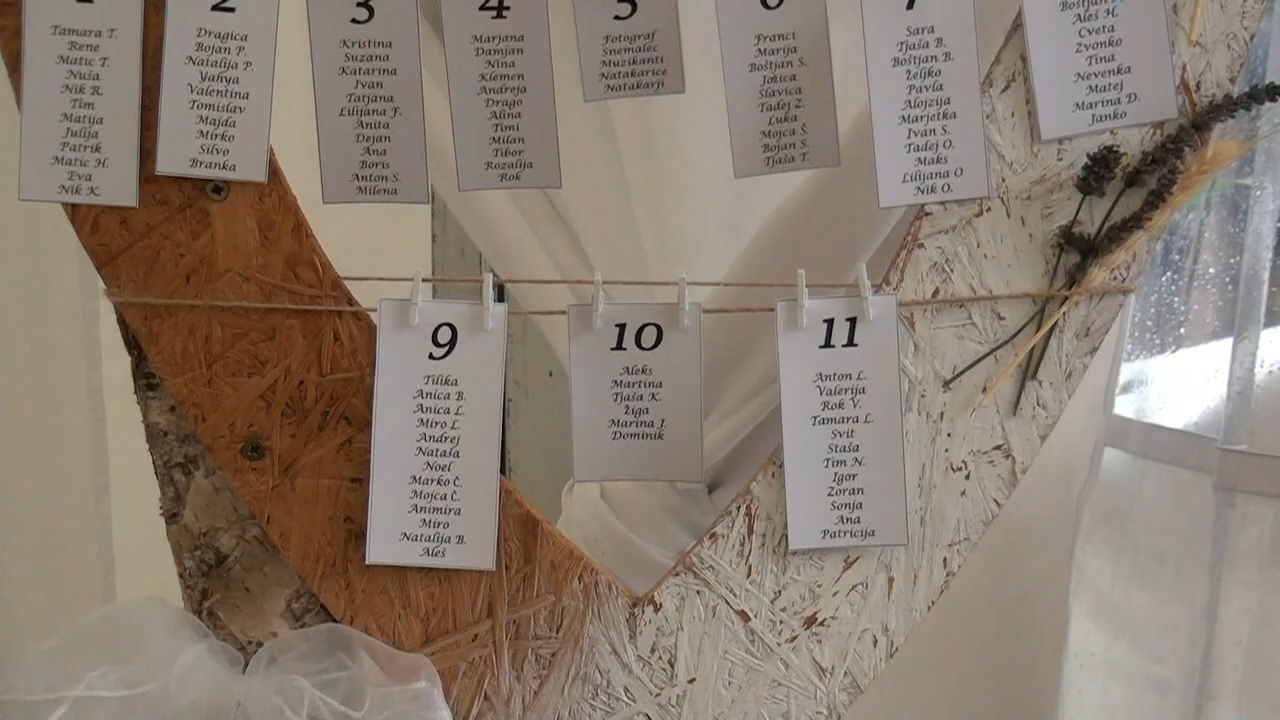 1
Tamara T.
Rene
Matic T.
Nuša
Nik R.
Tim
Matija
Julija
Patrik
Matic H.
Eva
Nik K.
2
Dragica
Bojan P.
Natalija P.
Yahya
Valentina
Tomislav
Majda
Mirko
Silvo
Branka
3
Kristina
Suzana
Katarina
Ivan
Tatjana
Lilijana F.
Anita
Dejan
Ana
Boris
Anton S.
Milena
4
Marjana
Damjan
Nina
Klemen
Andreja
Drago
Alina
Timi
Milan
Tibor
Rozalija
Rok
5
Fotograf
Snemalec
Muzikanti
Natakarice
Natakarji
6
Franci
Marija
Boštjan S.
Jožica
Slavica
Tadej Z.
Luka
Mojca Š.
Bojan S.
Tjaša T.
7
Sara
Tjaša B.
Boštjan B.
Željko
Pavla
Alojzija
Marjetka
Ivan S.
Tadej O.
Maks
Lilijana O
Nik O.
Boštjan
Aleš H.
Cveta
Zvonko
Tina
Nevenka
Matej
Marina D.
Janko
9
Tilika
Anica B.
Anica L.
Miro L.
Andrej
Nataša
Noel
Marko Č.
Mojca Č.
Animira
Miro
Natalija B.
Aleš
10
Aleks
Martina
Tjaša K.
Žiga
Marina J.
Dominik
11
Anton L.
Valerija
Rok V.
Tamara L.
Svit
Staša
Tim N.
Igor
Zoran
Sonja
Ana
Patricija